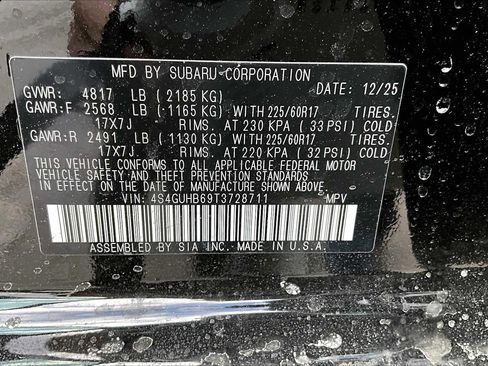 MFD BY SUBARU CORPORATION
GVWR: 4817 LB (2185 KG) DATE: 12/25
GAWR:F 2568 LB (1165 KG) WITH 225/60R17 TIRES.
17X7J RIMS. AT 230 KPA (33 PSI) COLD
GAWR:R 2491 LB (1130 KG) WITH 225/60R17 TIRES.
17X7J RIMS. AT 220 KPA (32 PSI) COLD
THIS VEHICLE CONFORMS TO ALL APPLICABLE FEDERAL MOTOR
VEHICLE SAFETY AND THEFT PREVENTION STANDARDS
IN EFFECT ON THE DATE OF MANUFACTURE SHOWN ABOVE.
VIN: 4S4GUHB69T3728711 MPV
ASSEMBLED BY SIA INC. MADE IN U.S.A.